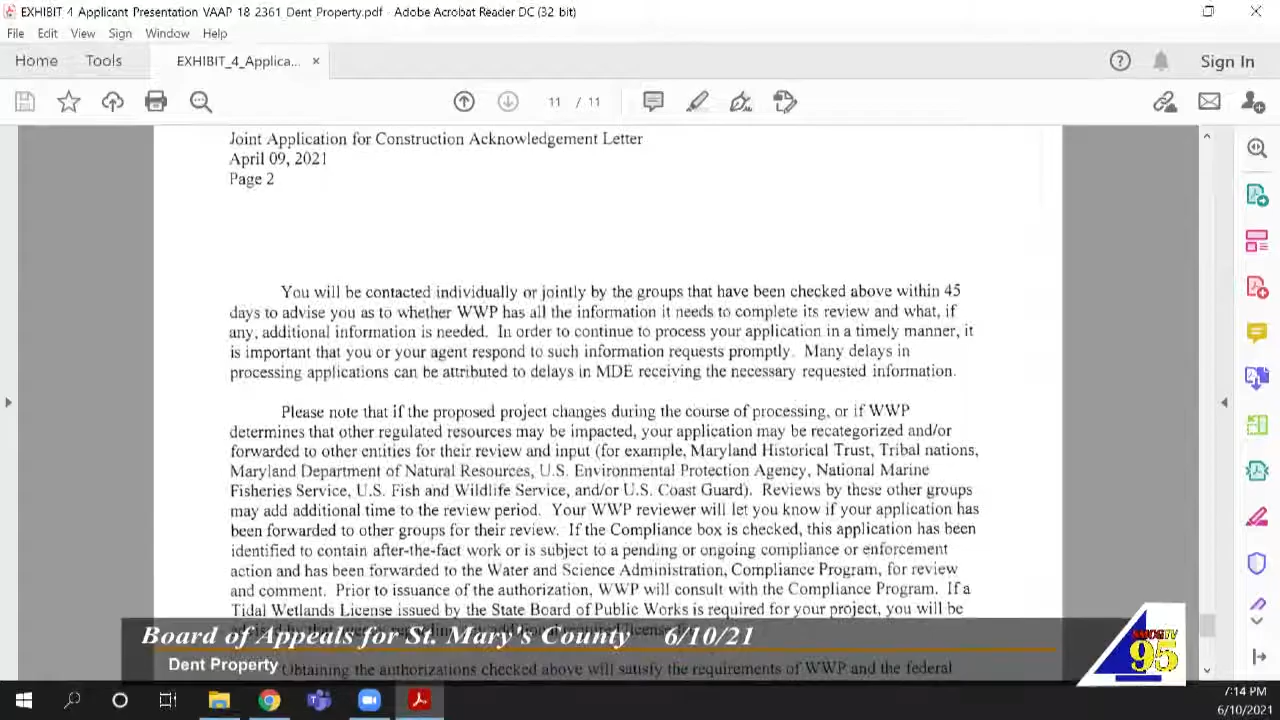 EXHIBIT 4 Applicant Presentation VAAP 18 2361 Dent Property.pdf - Adobe Acrobat Reader DC (32 bit)
File Edit View Sign Window Help
Home Tools EXHIBIT_4_Applica... × Sign In
11 / 11
Joint Application for Construction Acknowledgement Letter
April 09, 2021
Page 2
You will be contacted individually or jointly by the groups that have been checked above within 45
days to advise you as to whether WWP has all the information it needs to complete its review and what, if
any, additional information is needed. In order to continue to process your application in a timely manner, it
is important that you or your agent respond to such information requests promptly. Many delays in
processing applications can be attributed to delays in MDE receiving the necessary requested information.
Please note that if the proposed project changes during the course of processing, or if WWP
determines that other regulated resources may be impacted, your application may be recategorized and/or
forwarded to other entities for their review and input (for example, Maryland Historical Trust, Tribal nations,
Maryland Department of Natural Resources, U.S. Environmental Protection Agency, National Marine
Fisheries Service, U.S. Fish and Wildlife Service, and/or U.S. Coast Guard). Reviews by these other groups
may add additional time to the review period. Your WWP reviewer will let you know if your application has
been forwarded to other groups for their review. If the Compliance box is checked, this application has been
identified to contain after-the-fact work or is subject to a pending or ongoing compliance or enforcement
action and has been forwarded to the Water and Science Administration, Compliance Program, for review
and comment. Prior to issuance of the authorization, WWP will consult with the Compliance Program. If a
Tidal Wetlands License issued by the State Board of Public Works is required for your project, you will be
Board of Appeals for St. Mary's County 6/10/21
Dent Property
Obtaining the authorizations checked above will satisfy the requirements of WWP and the federal
SMCGTV
95
7:14 PM
6/10/2021